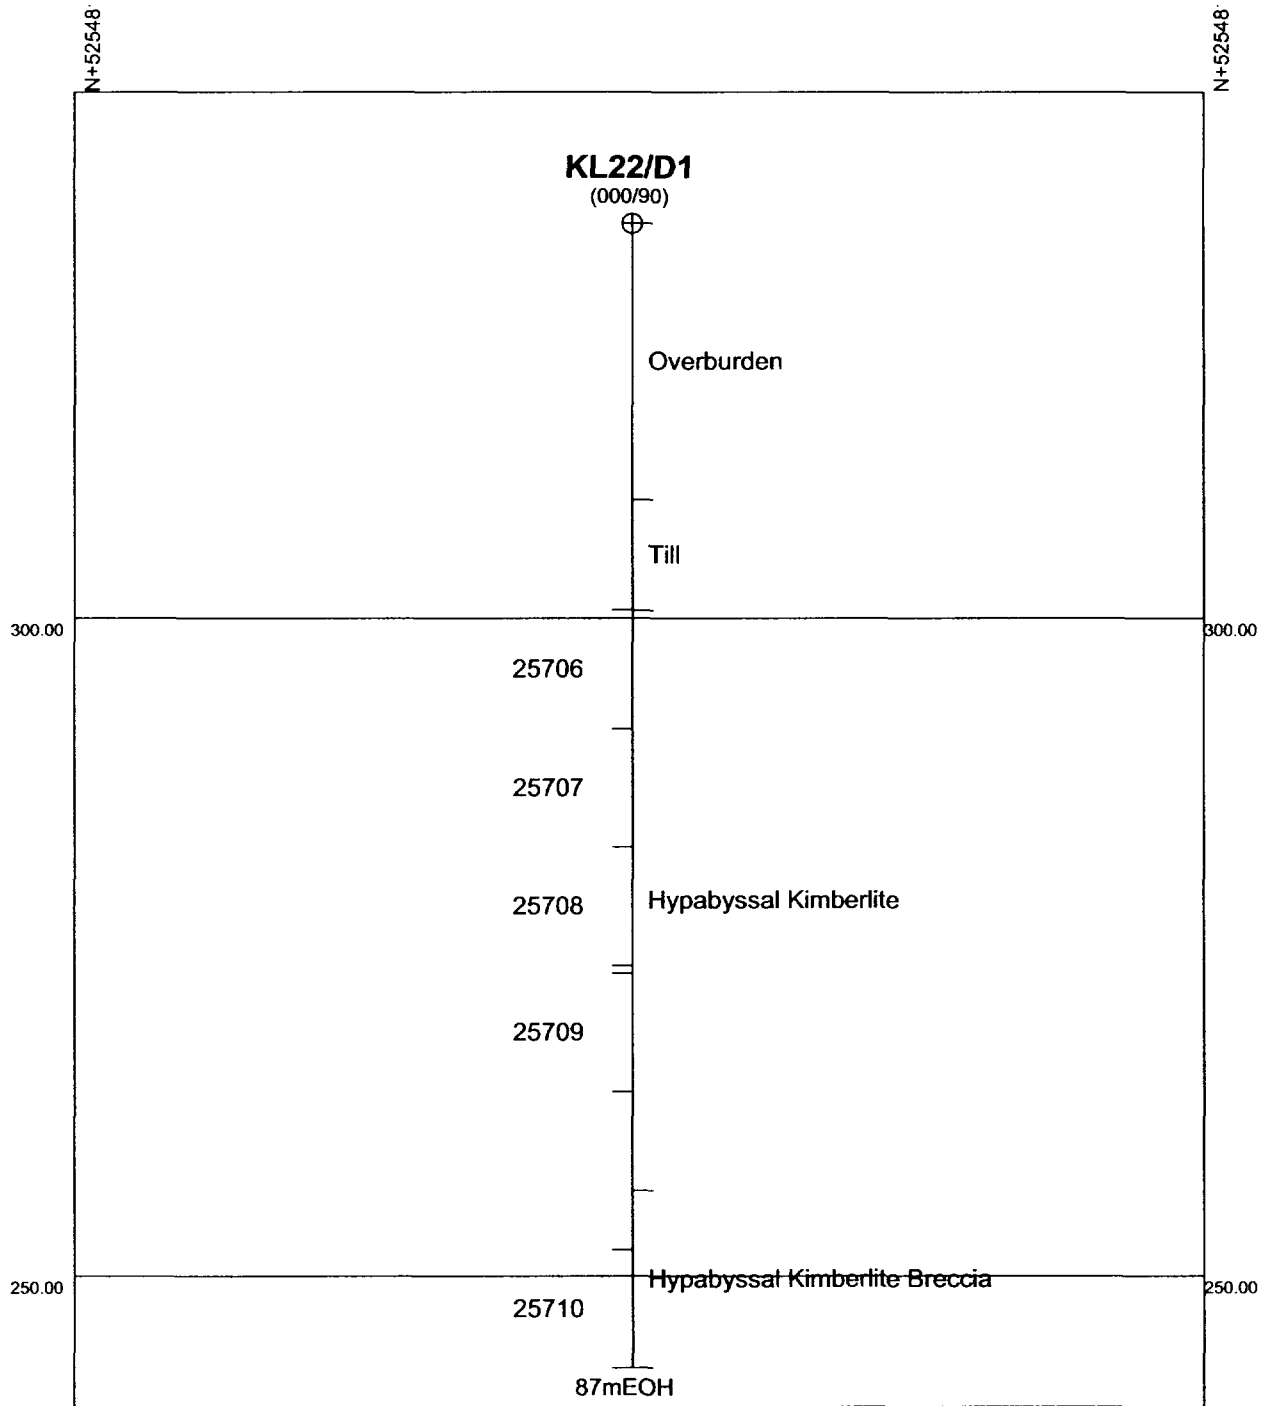 N+52548
N+52548
KL22/D1
(000/90)
Overburden
Till
300.00
300.00
25706
25707
25708
Hypabyssal Kimberlite
25709
250.00
Hypabyssal Kimberlite Breccia
250.00
25710
87mEOH